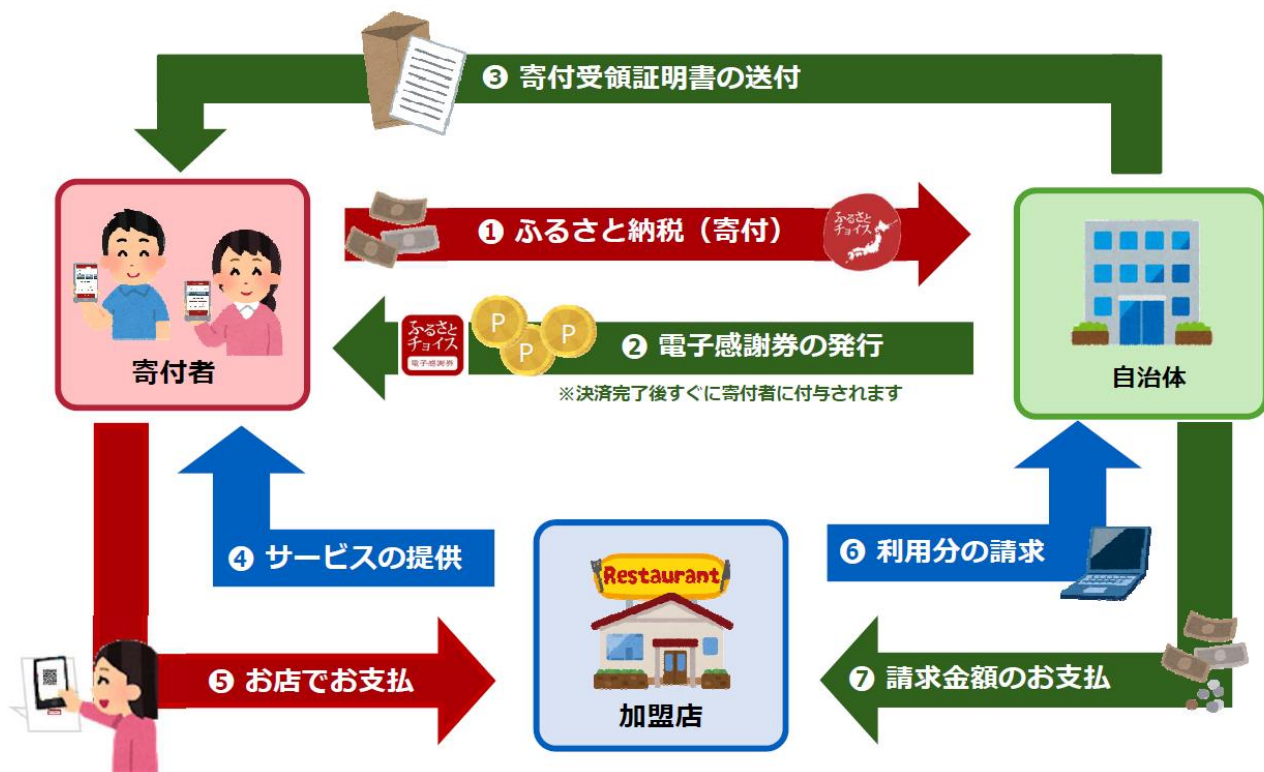 ❸ 寄付受領証明書の送付
❶ ふるさと納税（寄付）
ふるさと
チョイス
寄付者
ふるさと
チョイス
電子感謝券
P
P
P
❷ 電子感謝券の発行
※決済完了後すぐに寄付者に付与されます
自治体
❹ サービスの提供
Restaurant
加盟店
❻ 利用分の請求
❺ お店でお支払
❼ 請求金額のお支払